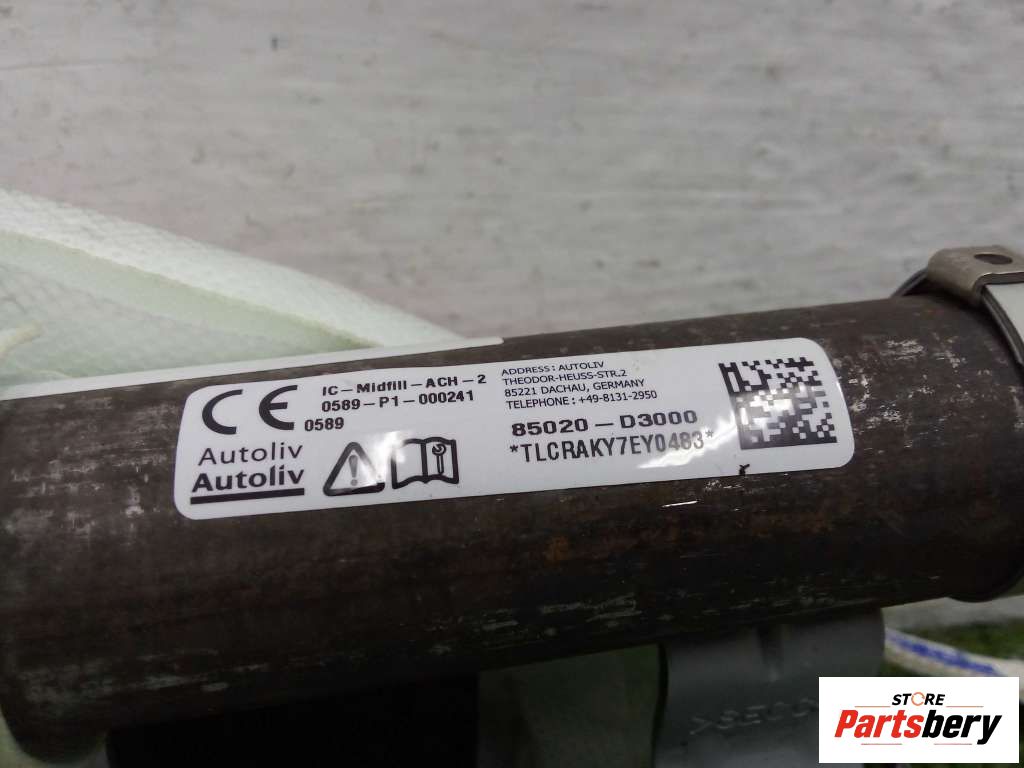 CE
0589
IC-Midfill-ACH-2
0589-P1-000241
Autoliv
Autoliv
ADDRESS : AUTOLIV
THEODOR-HEUSS-STR.2
85221 DACHAU, GERMANY
TELEPHONE : +49-8131-2950
85020-D3000
*TLCRAKY7EY0483*
STORE
Partsbery